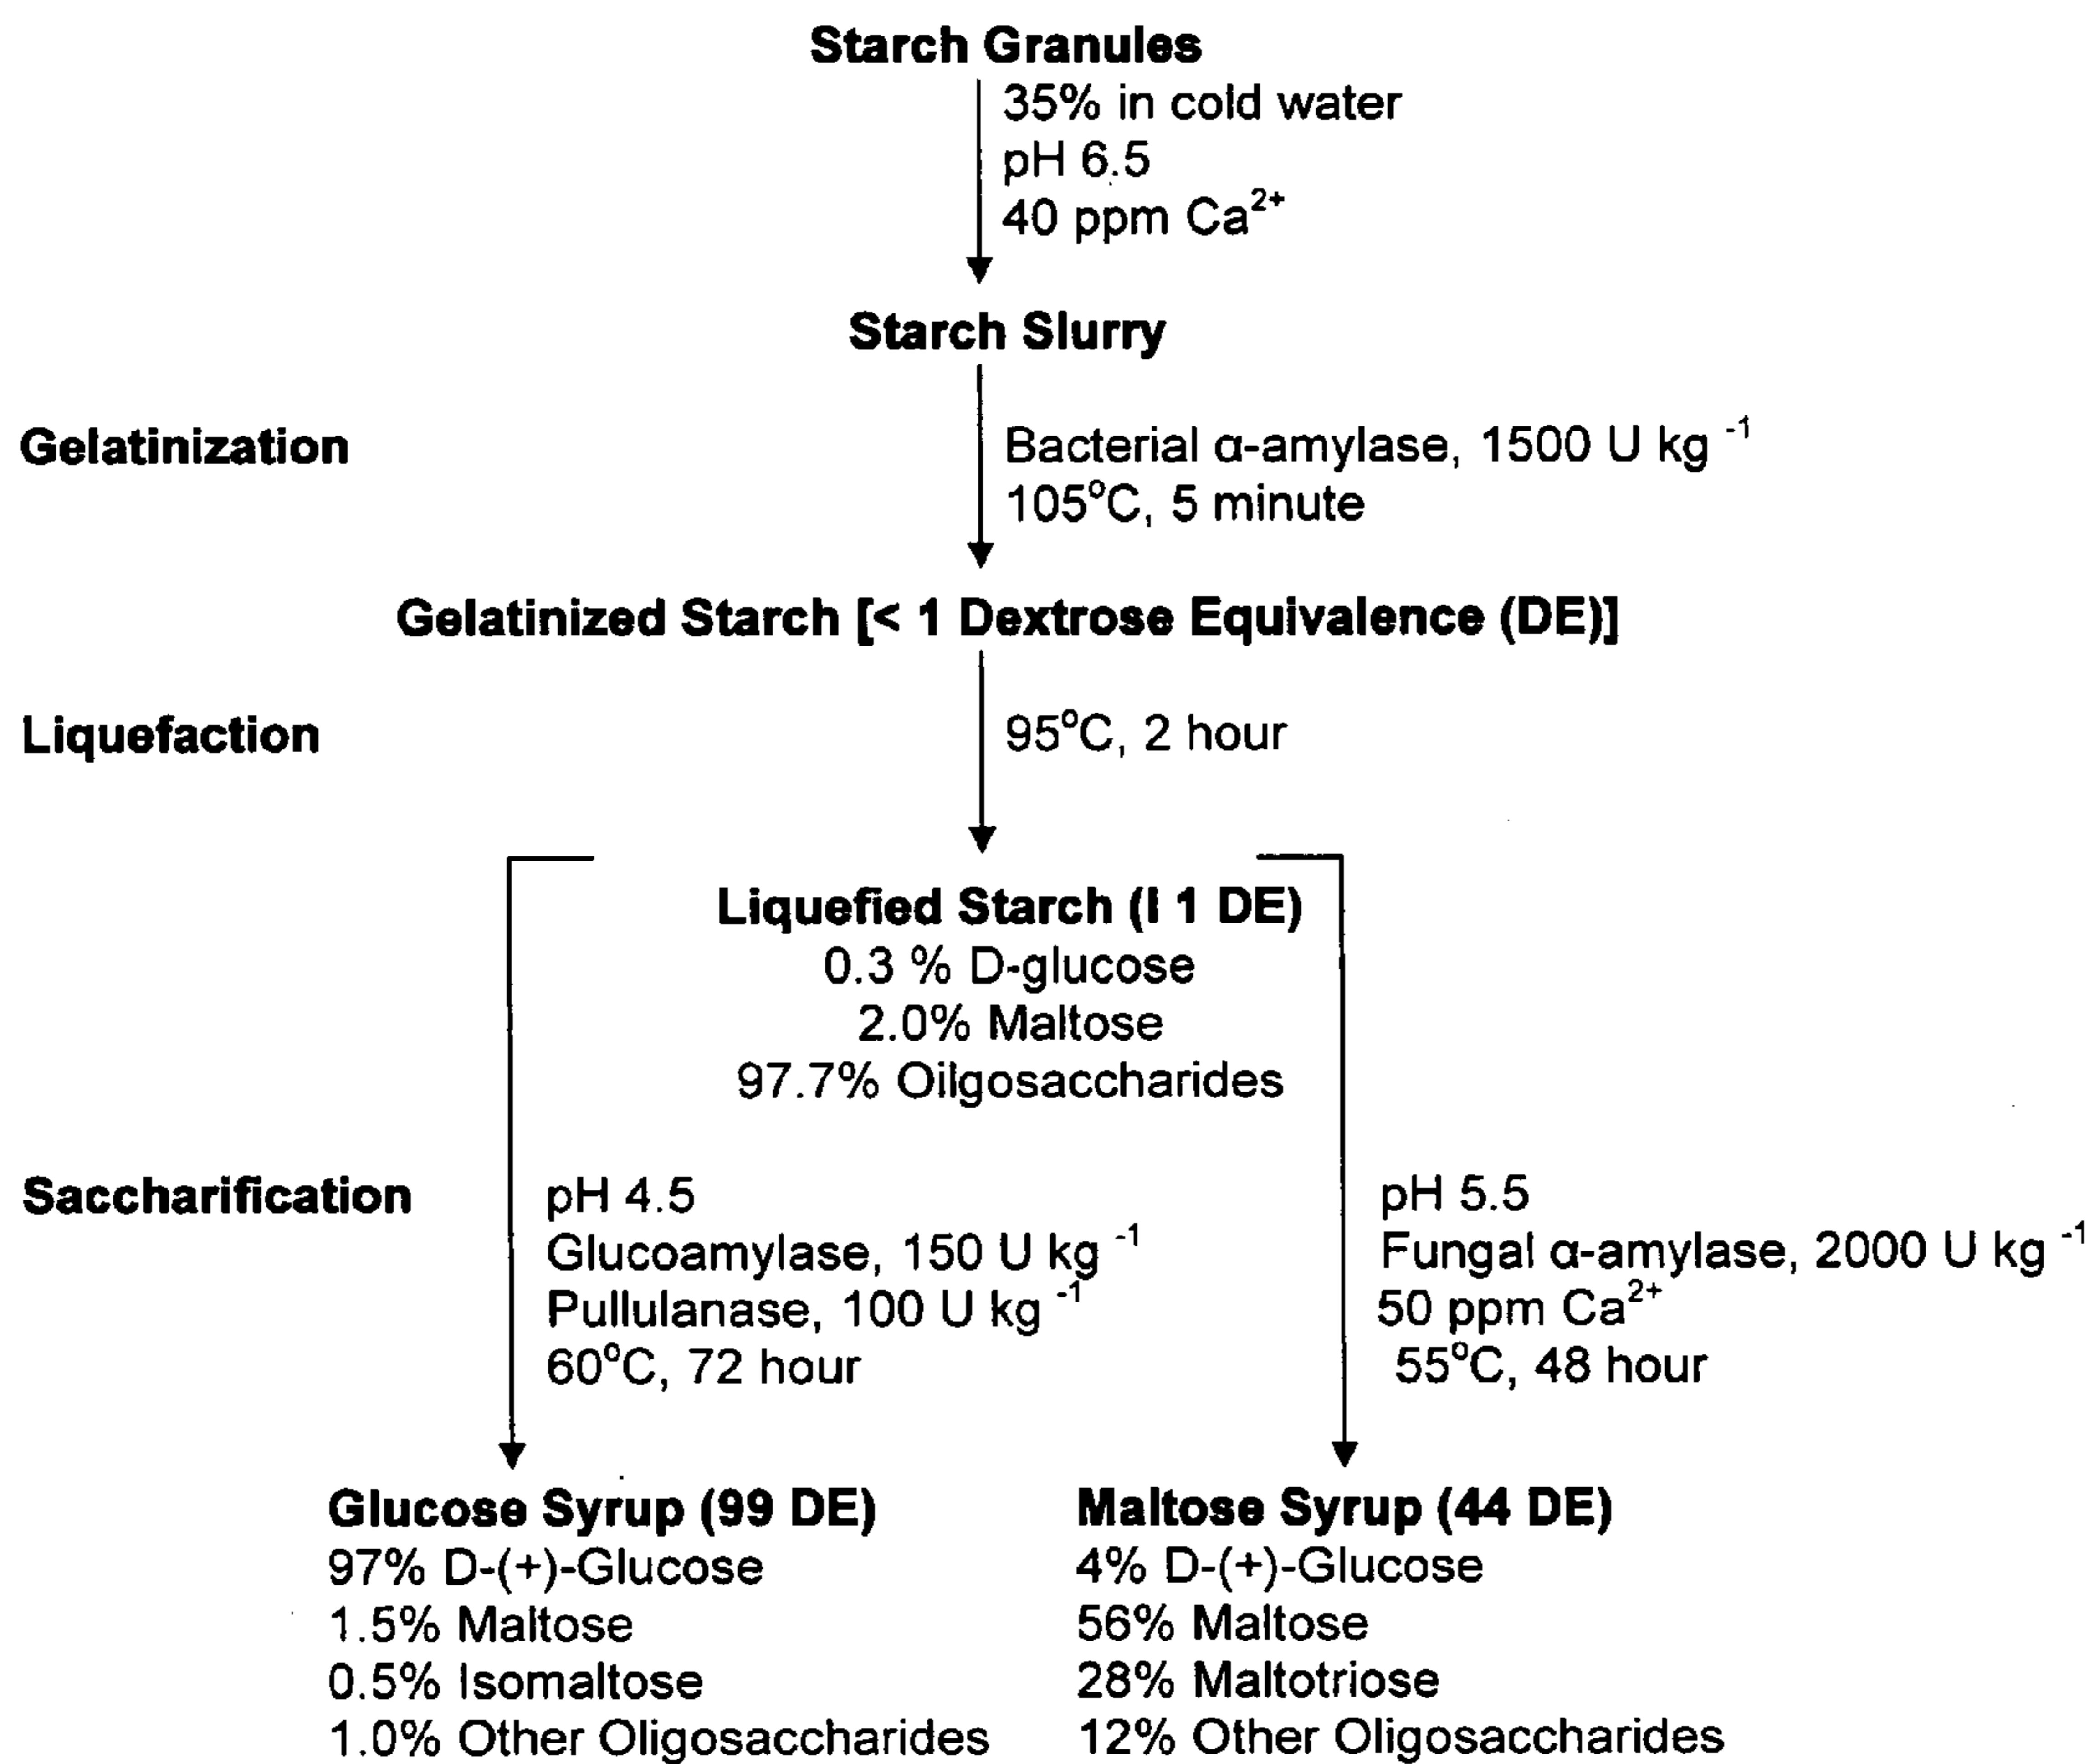 Starch Granules
35% in cold water
pH 6.5
40 ppm Ca²⁺
Starch Slurry
Gelatinization
Bacterial α-amylase, 1500 U kg ⁻¹
105°C, 5 minute
Gelatinized Starch [< 1 Dextrose Equivalence (DE)]
Liquefaction
95°C, 2 hour
Liquefied Starch (I 1 DE)
0.3 % D-glucose
2.0% Maltose
97.7% Oilgosaccharides
Saccharification
pH 4.5
Glucoamylase, 150 U kg ⁻¹
Pullulanase, 100 U kg ⁻¹
60°C, 72 hour
pH 5.5
Fungal α-amylase, 2000 U kg ⁻¹
50 ppm Ca²⁺
55°C, 48 hour
Glucose Syrup (99 DE)
97% D-(+)-Glucose
1.5% Maltose
0.5% Isomaltose
1.0% Other Oligosaccharides
Maltose Syrup (44 DE)
4% D-(+)-Glucose
56% Maltose
28% Maltotriose
12% Other Oligosaccharides